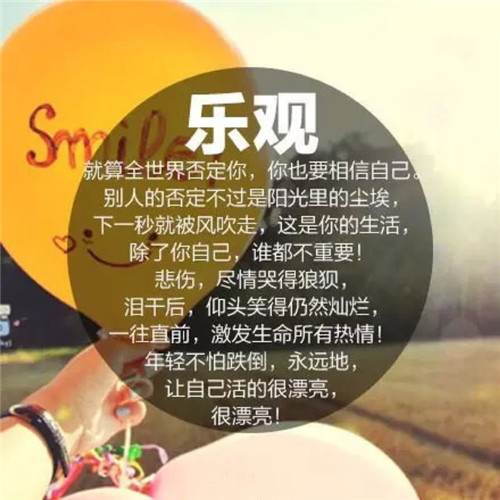 Smile
乐观
就算全世界否定你，你也要相信自己。
别人的否定不过是阳光里的尘埃，
下一秒就被风吹走，这是你的生活，
除了你自己，谁都不重要！
悲伤，尽情哭得狼狈，
泪干后，仰头笑得仍然灿烂，
一往直前，激发生命所有热情！
年轻不怕跌倒，永远地，
让自己活的很漂亮，
很漂亮！